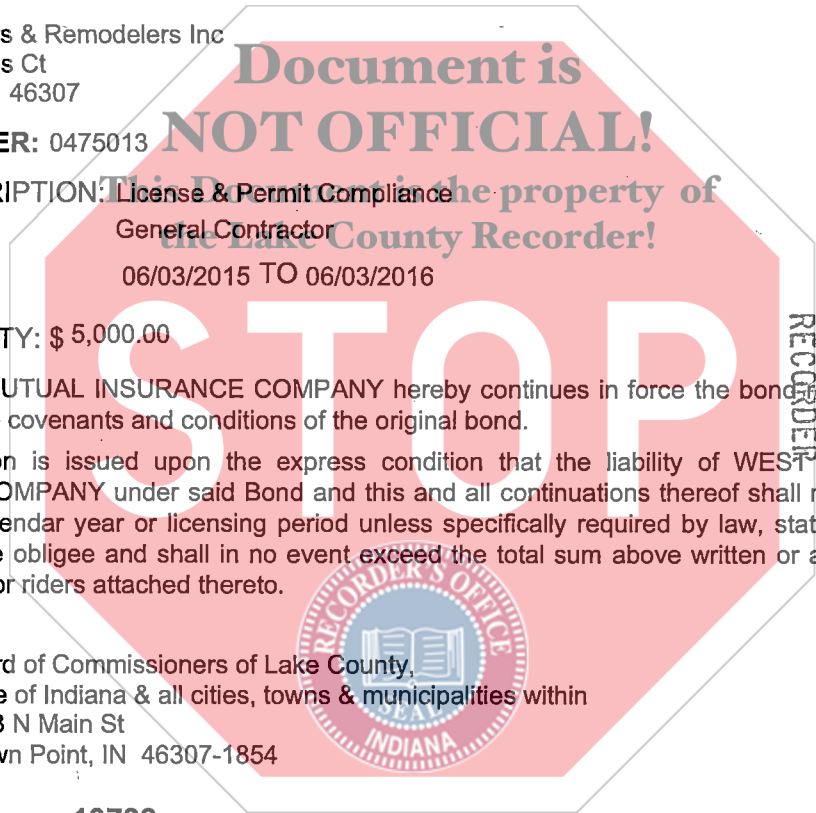 s & Remodelers Inc
s Ct
46307
ER: 0475013
RIPTION: License & Permit Compliance
General Contractor
06/03/2015 TO 06/03/2016
TY: $ 5,000.00
UTUAL INSURANCE COMPANY hereby continues in force the bond
covenants and conditions of the original bond.
n is issued upon the express condition that the liability of WEST
OMPANY under said Bond and this and all continuations thereof shall
endar year or licensing period unless specifically required by law, stat
e obligee and shall in no event exceed the total sum above written or a
or riders attached thereto.
rd of Commissioners of Lake County,
e of Indiana & all cities, towns & municipalities within
3 N Main St
wn Point, IN 46307-1854
Document is
NOT OFFICIAL!
This Document is the property of
the Lake County Recorder!
STOP
RECORDER
RECORDER'S OFFICE
SEAL
INDIANA